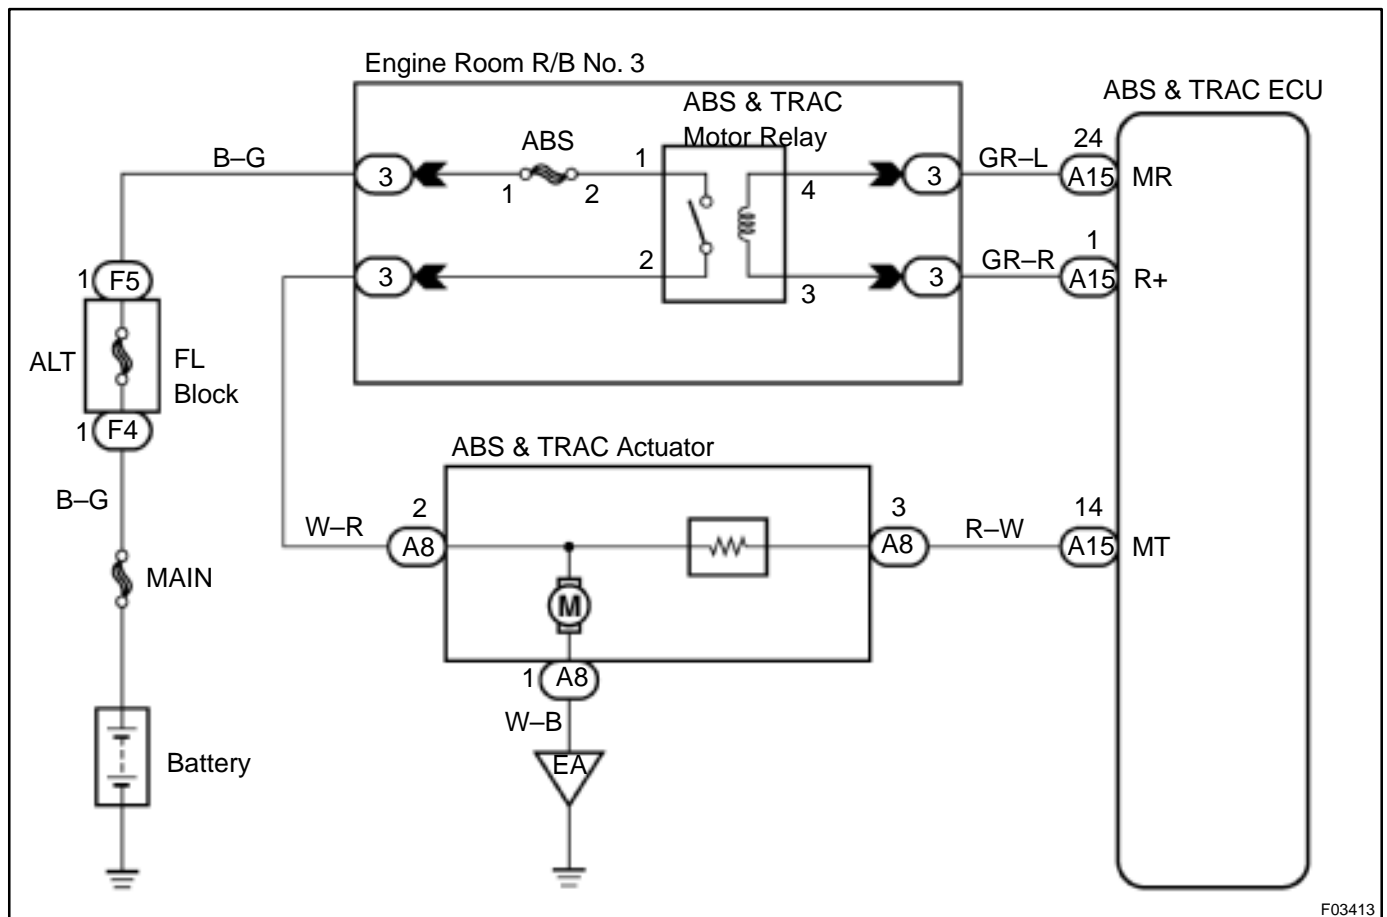 Engine Room R/B No. 3
ABS & TRAC
Motor Relay
ABS & TRAC ECU
B–G
3
ABS
1
2
1
4
3
GR–L
24
A15
MR
3
2
3
3
GR–R
1
A15
R+
1
F5
ALT
FL
Block
1
F4
B–G
MAIN
Battery
ABS & TRAC Actuator
W–R
2
A8
M
3
A8
R–W
14
A15
MT
1
A8
W–B
EA
F03413